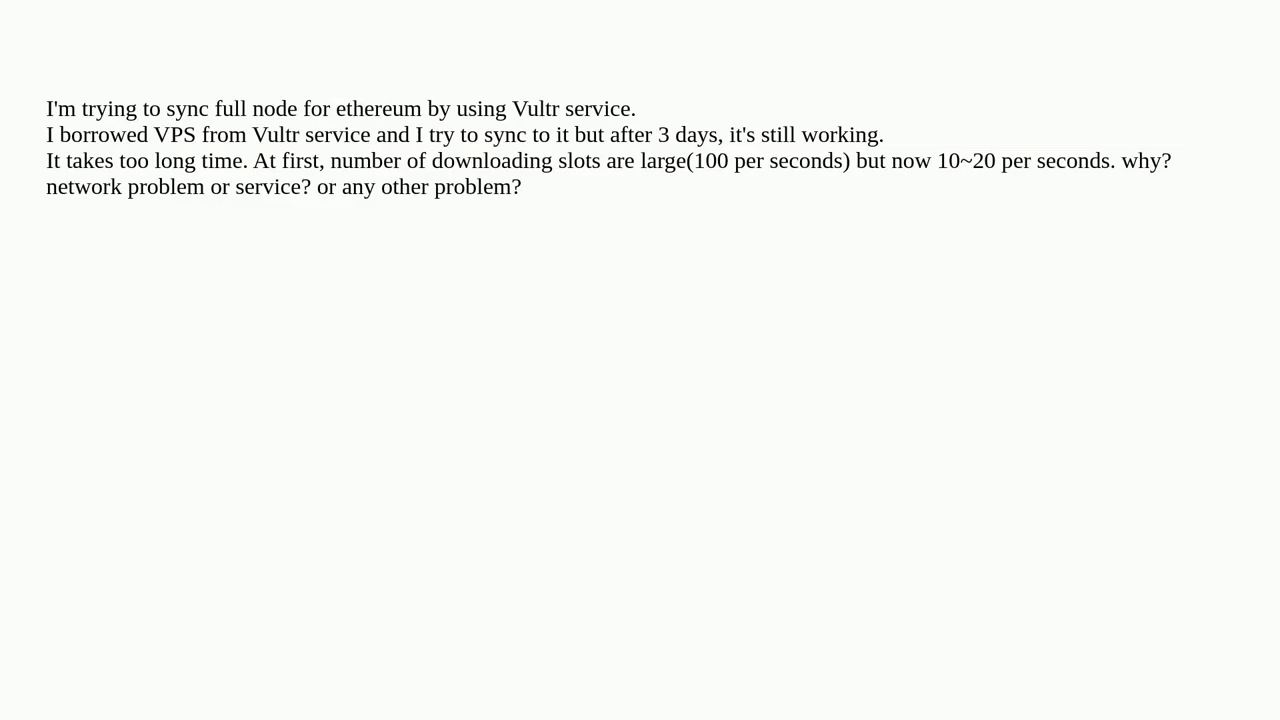 I'm trying to sync full node for ethereum by using Vultr service.
I borrowed VPS from Vultr service and I try to sync to it but after 3 days, it's still working.
It takes too long time. At first, number of downloading slots are large(100 per seconds) but now 10~20 per seconds. why?
network problem or service? or any other problem?